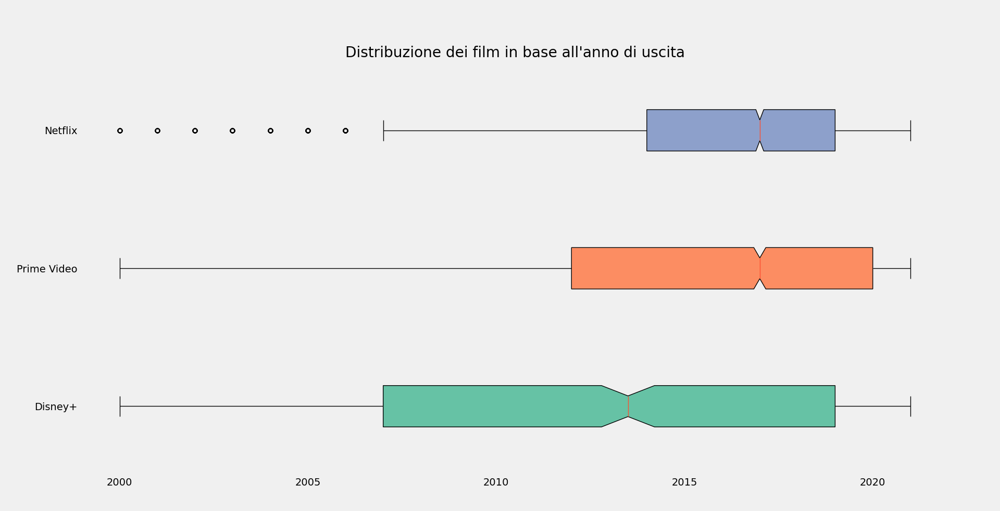 Distribuzione dei film in base all'anno di uscita
Netflix
Prime Video
Disney+
2000 2005 2010 2015 2020